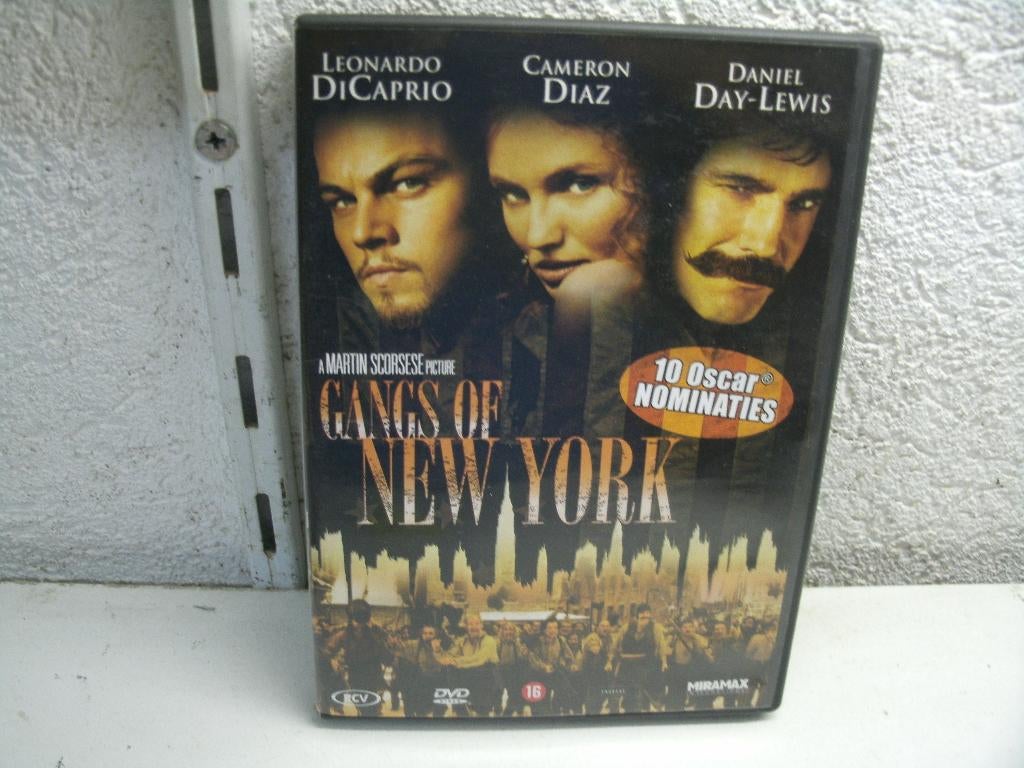 LEONARDO
DICAPRIO
CAMERON
DIAZ
DANIEL
DAY-LEWIS
A MARTIN SCORSESE PICTURE
GANGS OF
NEW YORK
10 Oscar®
NOMINATIES
RCV
DVD
VIDEO
16
MIRAMAX